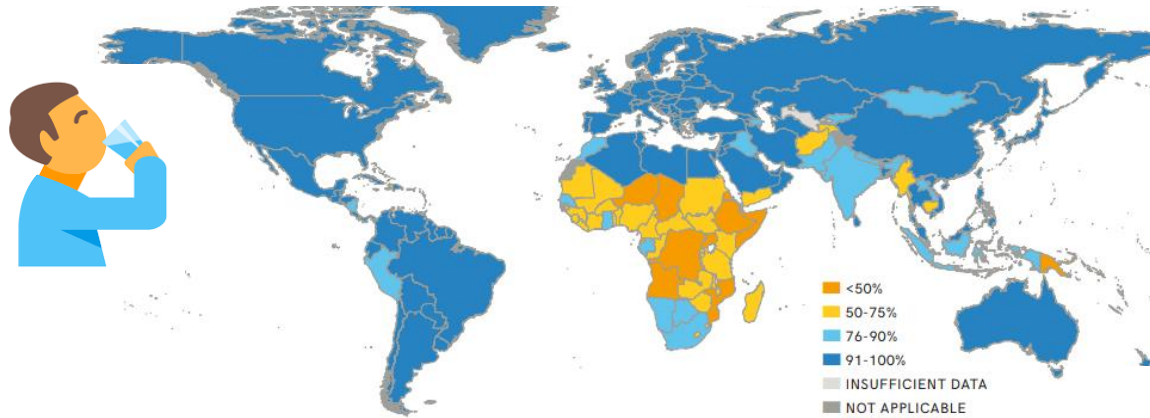 <50%
50-75%
76-90%
91-100%
INSUFFICIENT DATA
NOT APPLICABLE